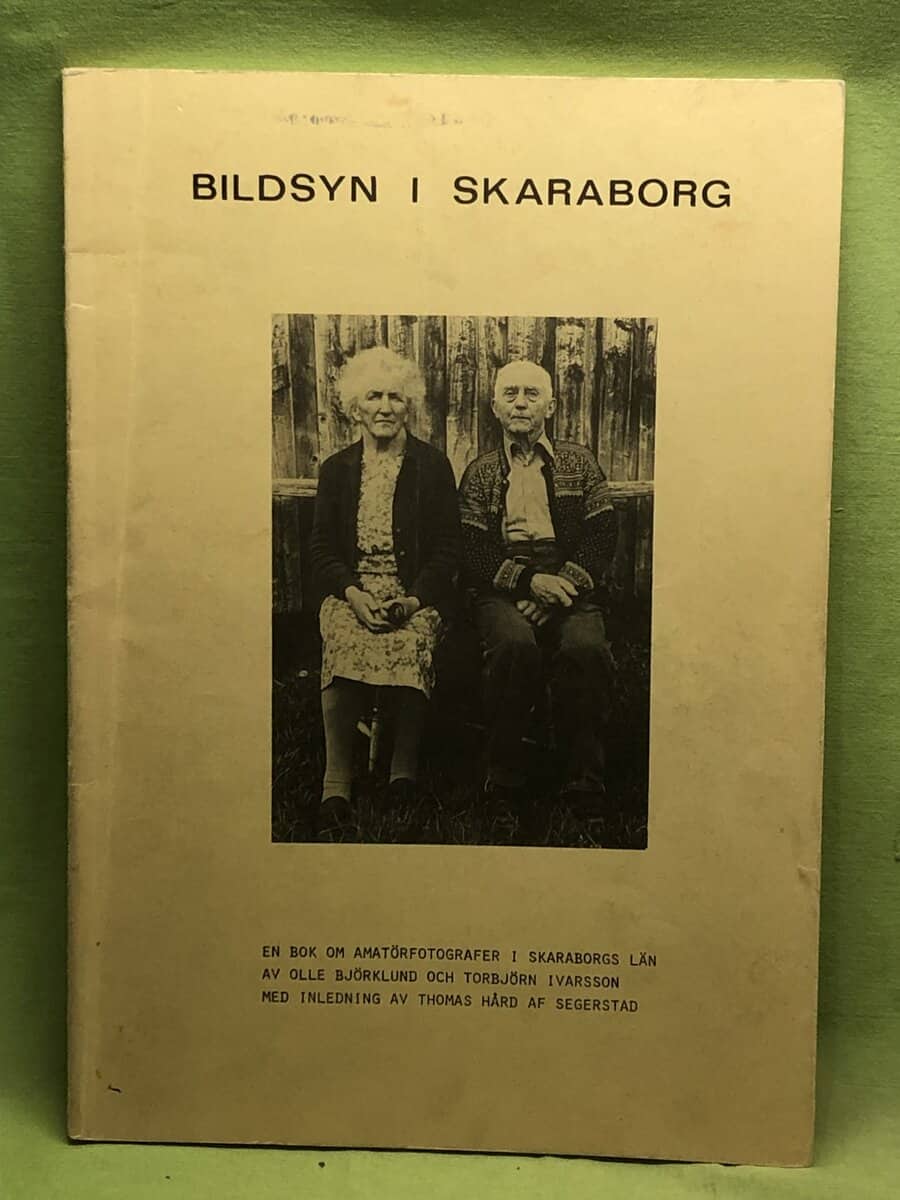 BILDSYN I SKARABORG
EN BOK OM AMATÖRFOTOGRAFER I SKARABORGS LÄN
AV OLLE BJÖRKLUND OCH TORBJÖRN IVARSSON
MED INLEDNING AV THOMAS HÅRD AF SEGERSTAD